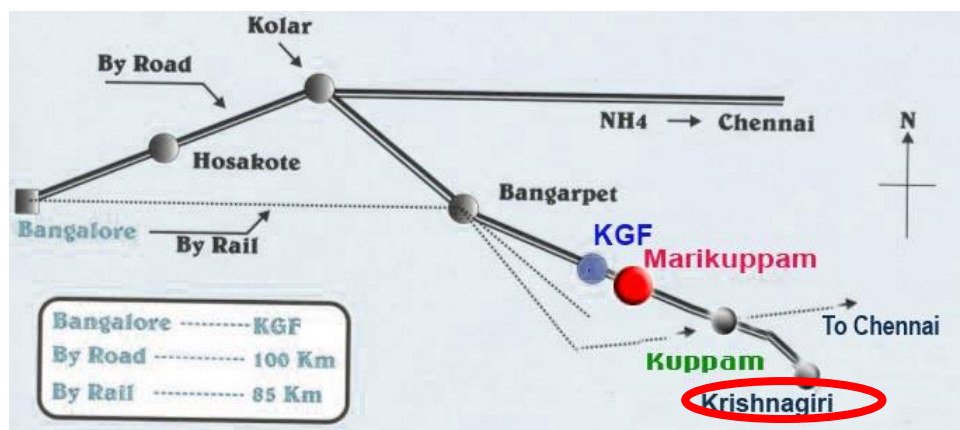 Kolar
By Road
NH4 → Chennai
N
Hosakote
Bangarpet
Bangalore
By Rail
KGF
Marikuppam
To Chennai
Kuppam
Krishnagiri
Bangalore ------- KGF
By Road ---------- 100 Km
By Rail ---------- 85 Km